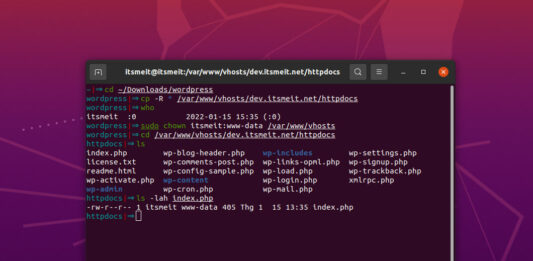 itsmeit@itsmeit:/var/www/vhosts/dev.itsmeit.net/httpdocs
~|⇒ cd ~/Downloads/wordpress
wordpress|⇒ cp -R * /var/www/vhosts/dev.itsmeit.net/httpdocs
wordpress|⇒ who
itsmeit :0 2022-01-15 15:35 (:0)
wordpress|⇒ sudo chown itsmeit:www-data /var/www/vhosts
wordpress|⇒ cd /var/www/vhosts/dev.itsmeit.net/httpdocs
httpdocs|⇒ ls
index.php wp-blog-header.php wp-includes wp-settings.php
license.txt wp-comments-post.php wp-links-opml.php wp-signup.php
readme.html wp-config-sample.php wp-load.php wp-trackback.php
wp-activate.php wp-content wp-login.php xmlrpc.php
wp-admin wp-cron.php wp-mail.php
httpdocs|⇒ ls -lah index.php
-rw-r--r-- 1 itsmeit www-data 405 Thg 1 15 13:35 index.php
httpdocs|⇒